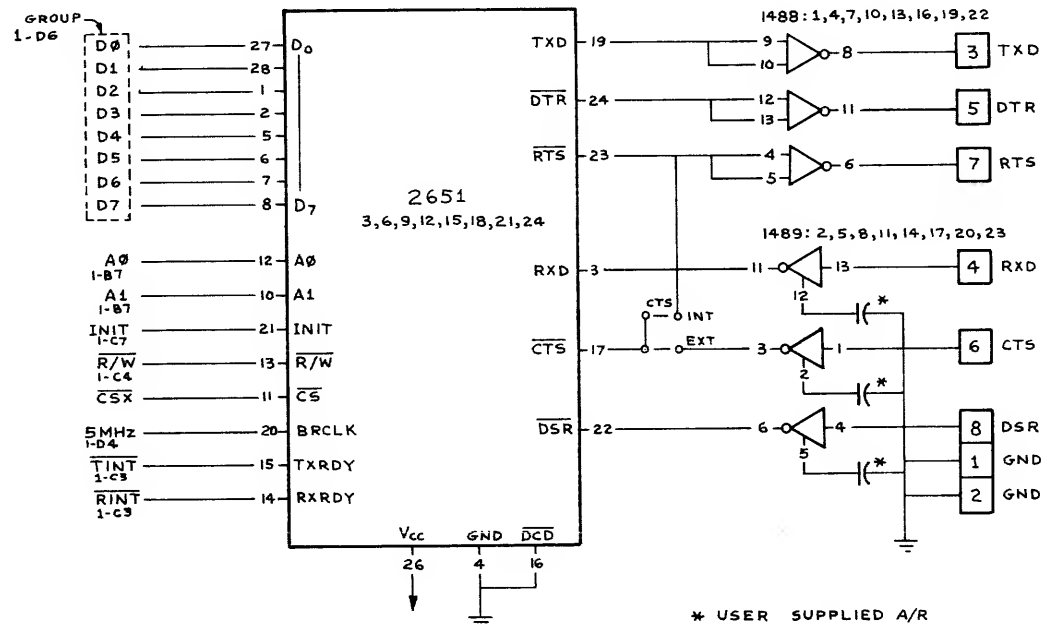 GROUP
1-D6
DØ 27 D0
D1 28
D2 1
D3 2
D4 5
D5 6
D6 7
D7 8 D7
AØ 12 AØ
1-B7
A1 10 A1
1-B7
INIT 21 INIT
1-C7
R/W 13 R/W
1-C4
CSX 11 CS
5MHz 20 BRCLK
1-D4
TINT 15 TXRDY
1-C3
RINT 14 RXRDY
1-C3
2651
3,6,9,12,15,18,21,24
Vcc GND DCD
26 4 16
1488: 1,4,7,10,13,16,19,22
TXD 19 9 8 3 TXD
10
DTR 24 12 11 5 DTR
13
RTS 23 4 6 7 RTS
5
1489: 2,5,8,11,14,17,20,23
RXD 3 11 13 4 RXD
12 *
CTS INT
CTS 17 EXT 3 1 6 CTS
2 *
DSR 22 6 4 8 DSR
5 *
1 GND
2 GND
* USER SUPPLIED A/R